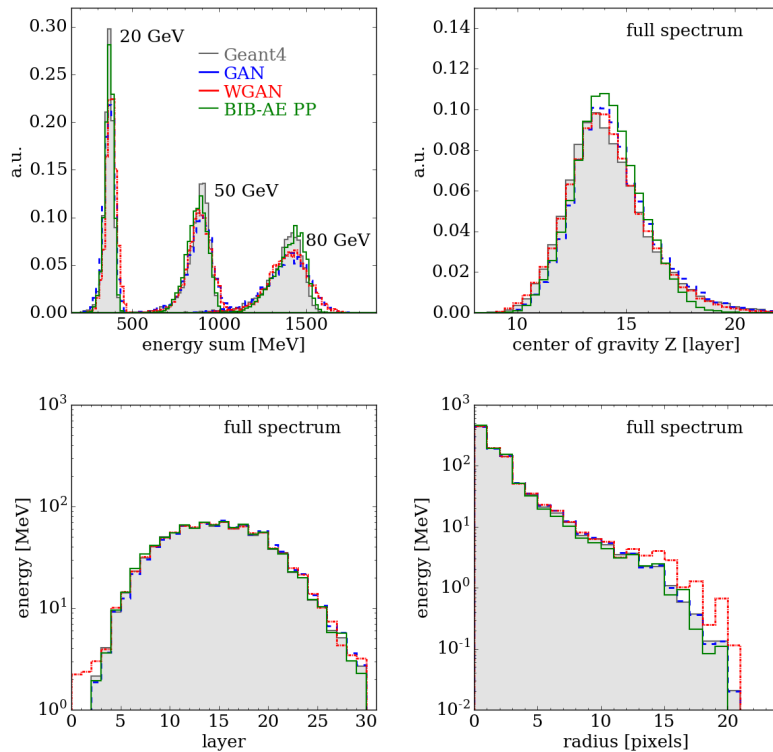 0.30
0.25
0.20
0.15
0.10
0.05
0.00
a.u.
20 GeV
50 GeV
80 GeV
Geant4
GAN
WGAN
BIB-AE PP
500 1000 1500
energy sum [MeV]
0.14
0.12
0.10
0.08
0.06
0.04
0.02
0.00
a.u.
full spectrum
10 15 20
center of gravity Z [layer]
10³
10²
10¹
10⁰
energy [MeV]
full spectrum
0 5 10 15 20 25 30
layer
10³
10²
10¹
10⁰
10⁻¹
10⁻²
energy [MeV]
full spectrum
0 5 10 15 20
radius [pixels]